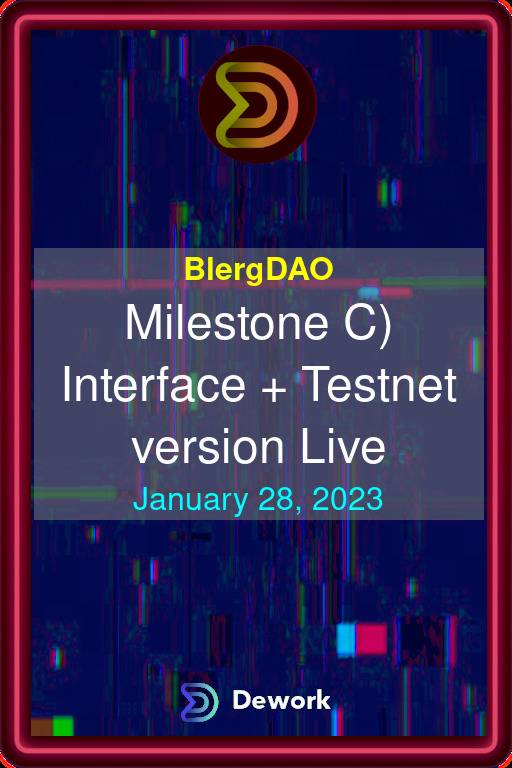 BlergDAO
Milestone C)
Interface + Testnet
version Live
January 28, 2023
Dework